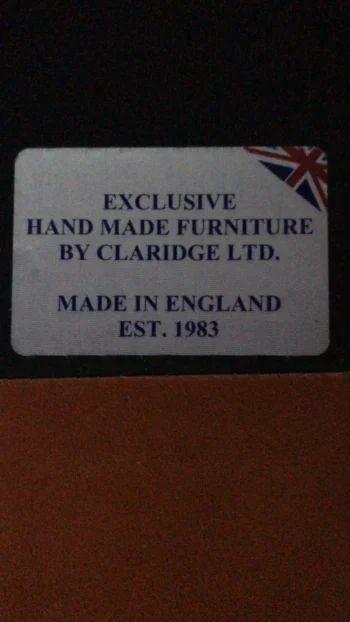 EXCLUSIVE
HAND MADE FURNITURE
BY CLARIDGE LTD.
MADE IN ENGLAND
EST. 1983